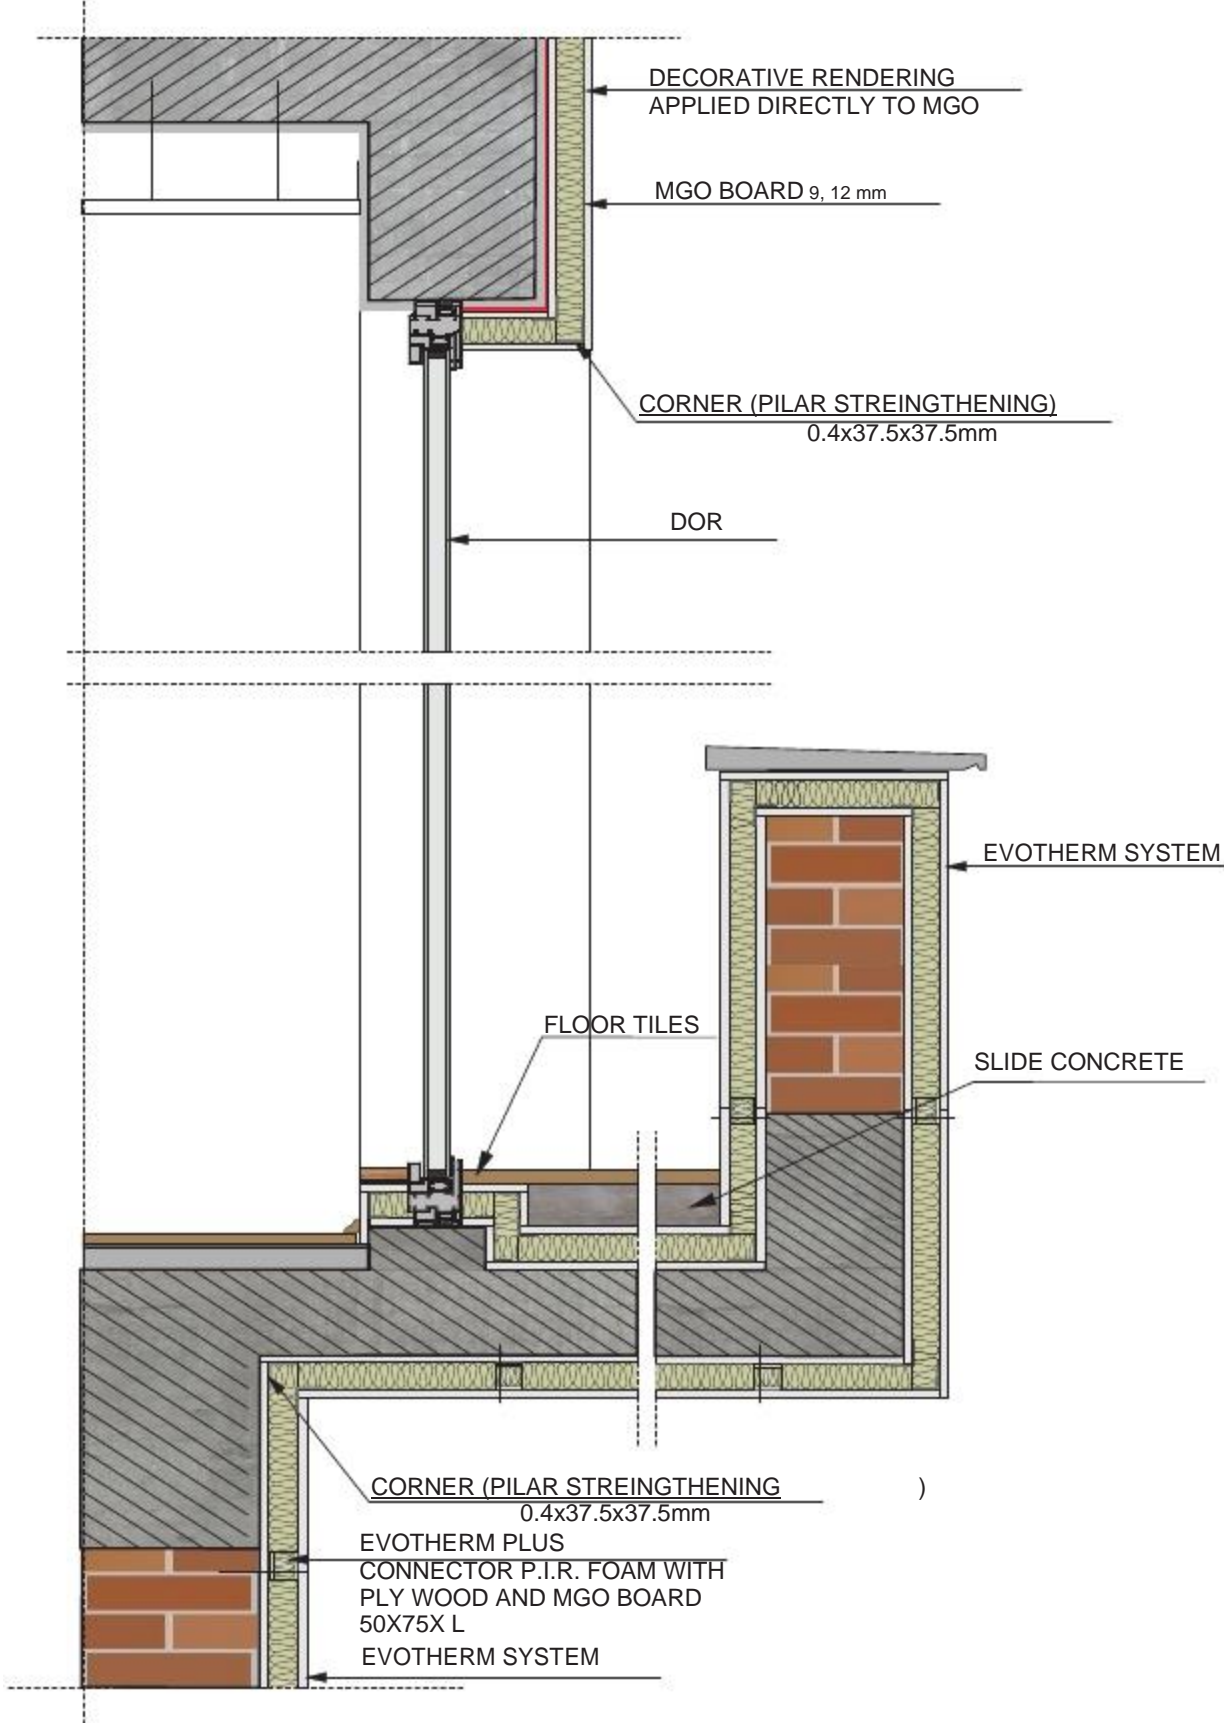 DECORATIVE RENDERING
APPLIED DIRECTLY TO MGO
MGO BOARD 9, 12 mm
CORNER (PILAR STREINGTHENING)
0.4x37.5x37.5mm
DOR
EVOTHERM SYSTEM
FLOOR TILES
SLIDE CONCRETE
CORNER (PILAR STREINGTHENING )
0.4x37.5x37.5mm
EVOTHERM PLUS
CONNECTOR P.I.R. FOAM WITH
PLY WOOD AND MGO BOARD
50X75X L
EVOTHERM SYSTEM